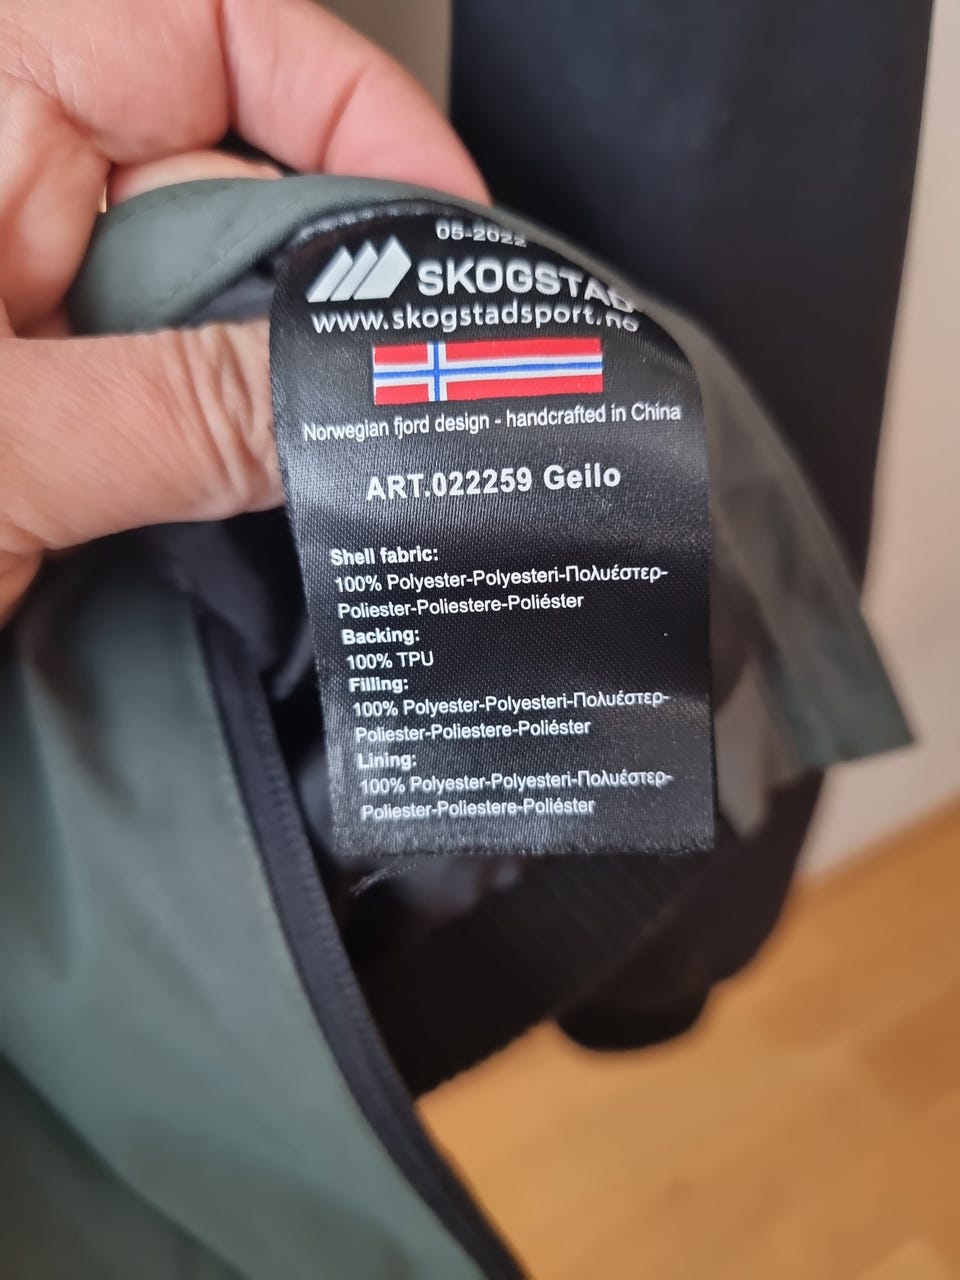 05-2022
SKOGSTAD
www.skogstadsport.no
Norwegian fjord design - handcrafted in China
ART.022259 Geilo
Shell fabric:
100% Polyester-Polyesteri-Πολυέστερ-
Poliester-Poliestere-Poliéster
Backing:
100% TPU
Filling:
100% Polyester-Polyesteri-Πολυέστερ-
Poliester-Poliestere-Poliéster
Lining:
100% Polyester-Polyesteri-Πολυέστερ-
Poliester-Poliestere-Poliéster